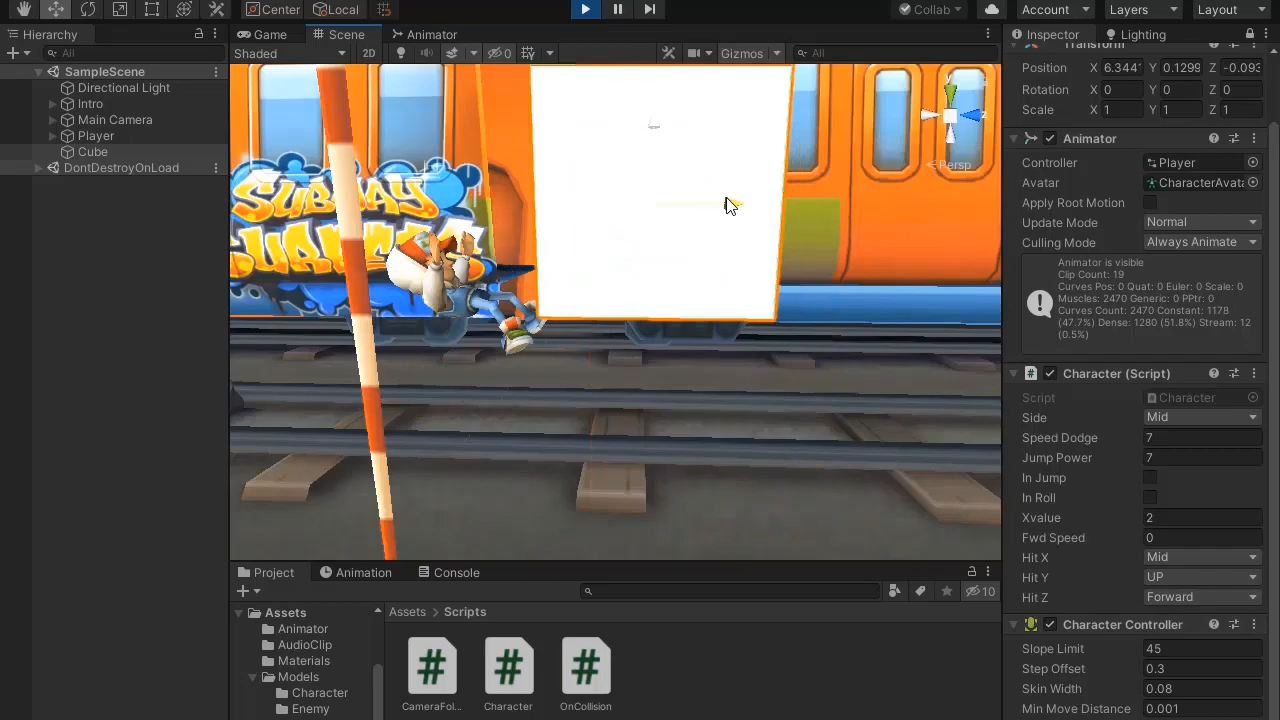 Center
Local
Collab
Account
Layers
Layout
Hierarchy
Game
Scene
Animator
Inspector
Lighting
All
Shaded
2D
0
Gizmos
All
SampleScene
Directional Light
Intro
Main Camera
Player
Cube
DontDestroyOnLoad
SUBWAY
y
z
Persp
Transform
Position X 6.344 Y 0.1299 Z -0.093
Rotation X 0 Y 0 Z 0
Scale X 1 Y 1 Z 1
Animator
Controller Player
Avatar CharacterAvata
Apply Root Motion
Update Mode Normal
Culling Mode Always Animate
Animator is visible
Clip Count: 19
Curves Pos: 0 Quat: 0 Euler: 0 Scale: 0
Muscles: 2470 Generic: 0 PPtr: 0
Curves Count: 2470 Constant: 1178
(47.7%) Dense: 1280 (51.8%) Stream: 12
(0.5%)
Character (Script)
Script Character
Side Mid
Speed Dodge 7
Jump Power 7
In Jump
In Roll
Xvalue 2
Fwd Speed 0
Hit X Mid
Hit Y UP
Hit Z Forward
Character Controller
Slope Limit 45
Step Offset 0.3
Skin Width 0.08
Min Move Distance 0.001
Project
Animation
Console
10
Assets
Animator
AudioClip
Materials
Models
Character
Enemy
Assets > Scripts
CameraFol...
Character
OnCollision